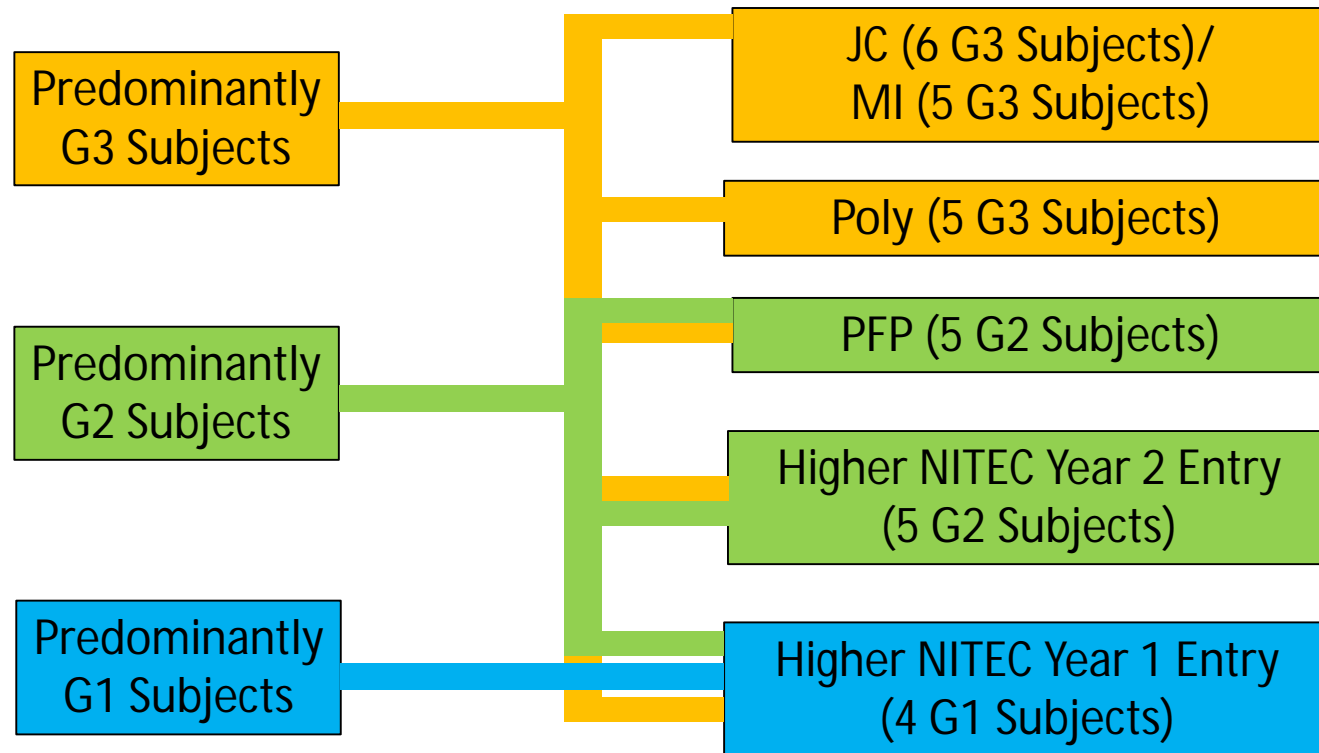 Predominantly
G3 Subjects
Predominantly
G2 Subjects
Predominantly
G1 Subjects
JC (6 G3 Subjects)/
MI (5 G3 Subjects)
Poly (5 G3 Subjects)
PFP (5 G2 Subjects)
Higher NITEC Year 2 Entry
(5 G2 Subjects)
Higher NITEC Year 1 Entry
(4 G1 Subjects)